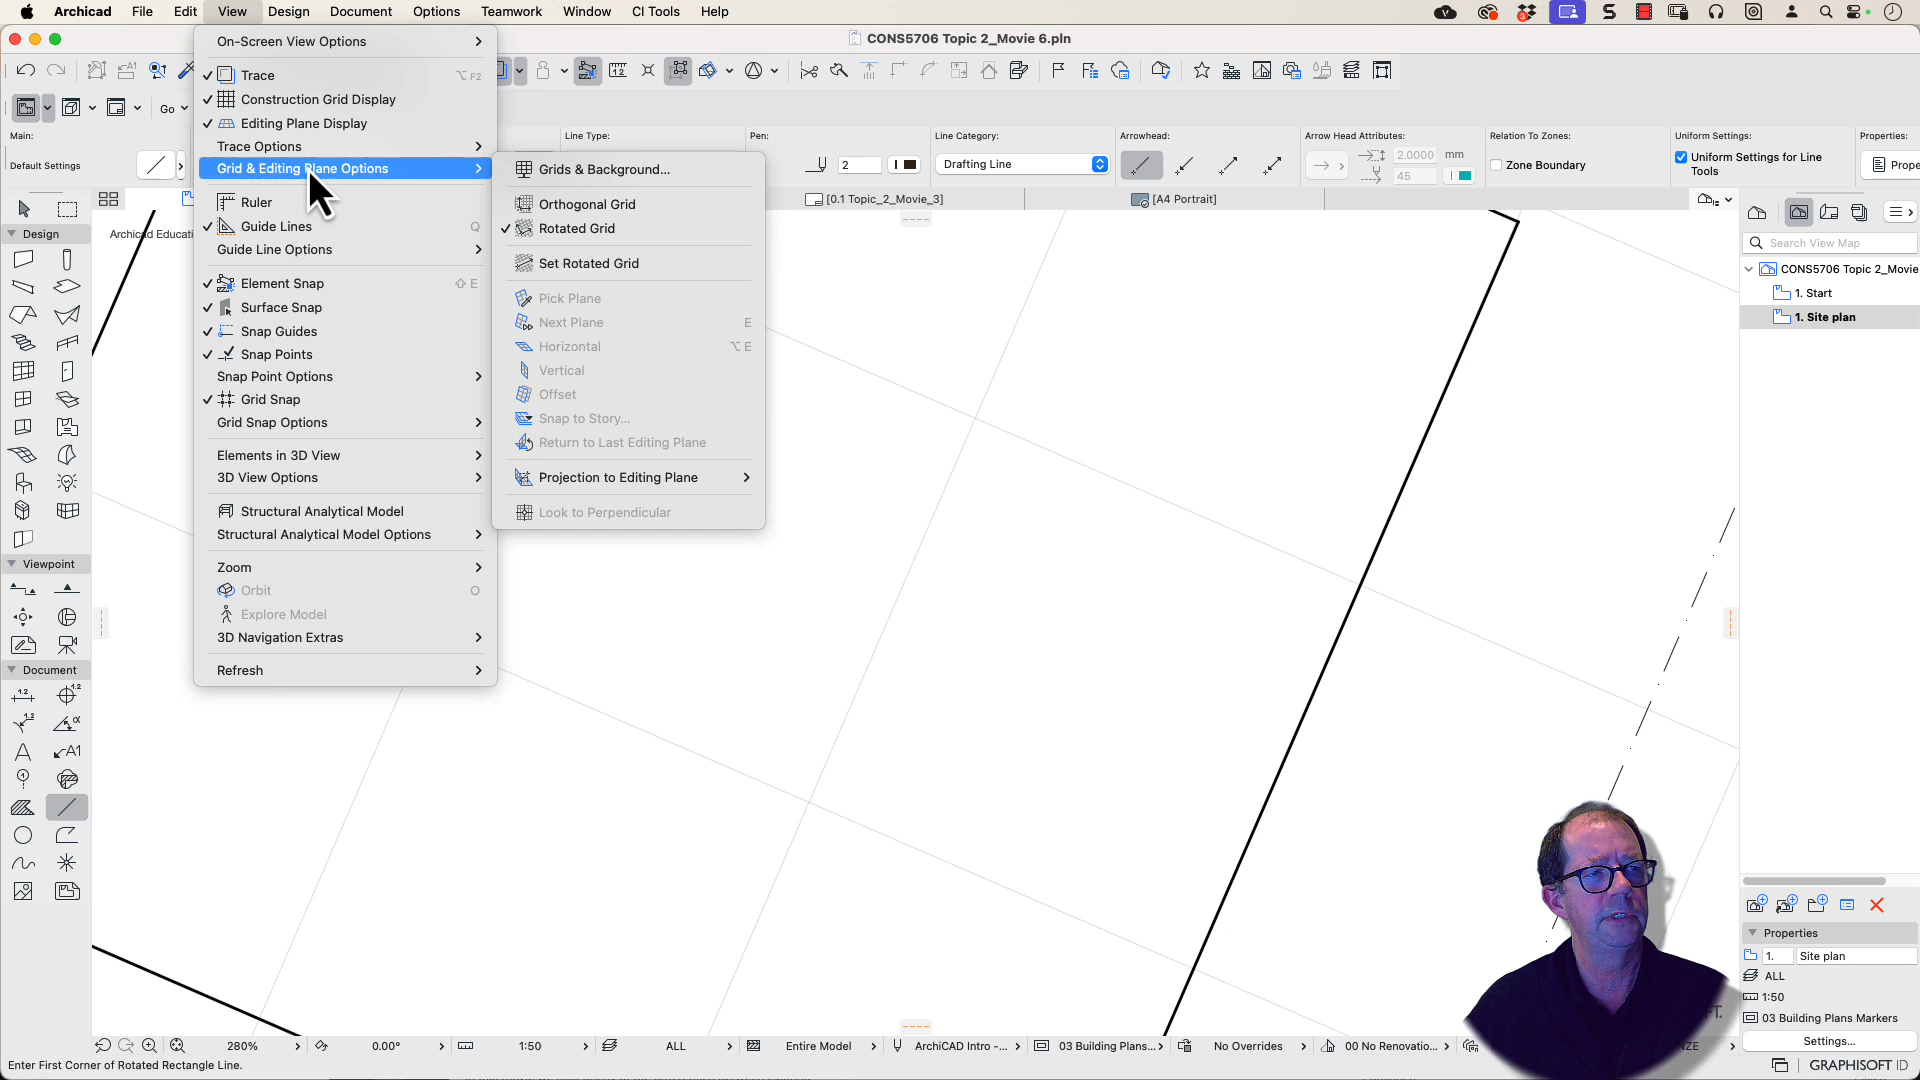 Archicad File Edit View Design Document Options Teamwork Window CI Tools Help
CONS5706 Topic 2_Movie 6.pln
Go
Main:
Default Settings
Line Type:
Pen:
2
Line Category:
Drafting Line
Arrowhead:
Arrow Head Attributes:
2.0000 mm
45
Relation To Zones:
Zone Boundary
Uniform Settings:
Uniform Settings for Line
Tools
Properties:
Prope
[0.1 Topic_2_Movie_3]
[A4 Portrait]
Archicad Educati
On-Screen View Options
Trace ⌥ F2
Construction Grid Display
Editing Plane Display
Trace Options
Grid & Editing Plane Options
Ruler
Guide Lines Q
Guide Line Options
Element Snap ⇧ E
Surface Snap
Snap Guides
Snap Points
Snap Point Options
Grid Snap
Grid Snap Options
Elements in 3D View
3D View Options
Structural Analytical Model
Structural Analytical Model Options
Zoom
Orbit O
Explore Model
3D Navigation Extras
Refresh
Grids & Background...
Orthogonal Grid
Rotated Grid
Set Rotated Grid
Pick Plane
Next Plane E
Horizontal ⌥ E
Vertical
Offset
Snap to Story...
Return to Last Editing Plane
Projection to Editing Plane
Look to Perpendicular
Design
Viewpoint
Document
Search View Map
CONS5706 Topic 2_Movie
1. Start
1. Site plan
Properties
1. Site plan
ALL
1:50
03 Building Plans Markers
Settings...
280% 0.00° 1:50 ALL Entire Model ArchiCAD Intro -... 03 Building Plans... No Overrides 00 No Renovatio...
Enter First Corner of Rotated Rectangle Line.
GRAPHISOFT ID